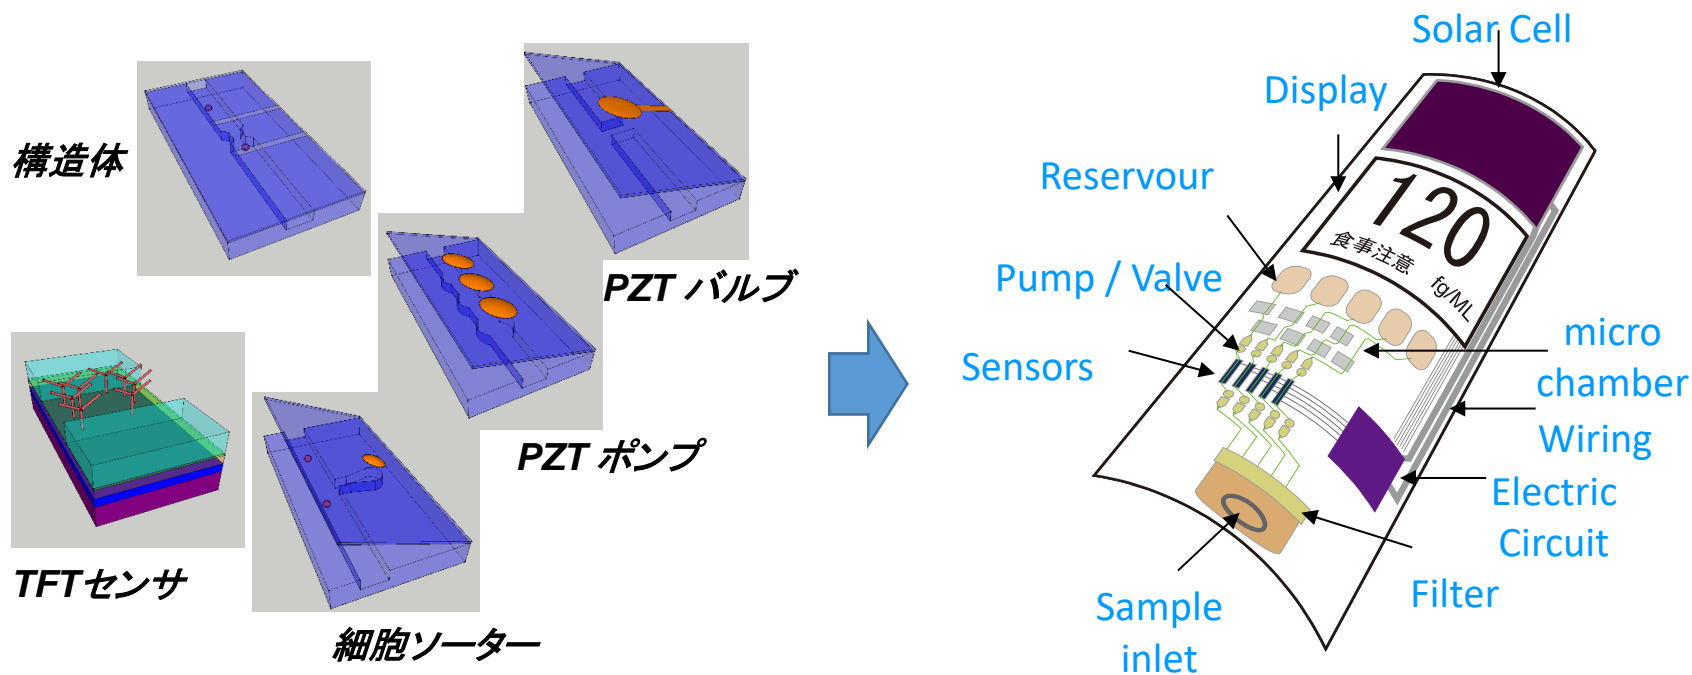 構造体
PZT バルブ
PZT ポンプ
TFTセンサ
細胞ソーター
Solar Cell
Display
Reservour
Pump / Valve
Sensors
120
食事注意
fg/ML
micro
chamber
Wiring
Electric
Circuit
Filter
Sample
inlet